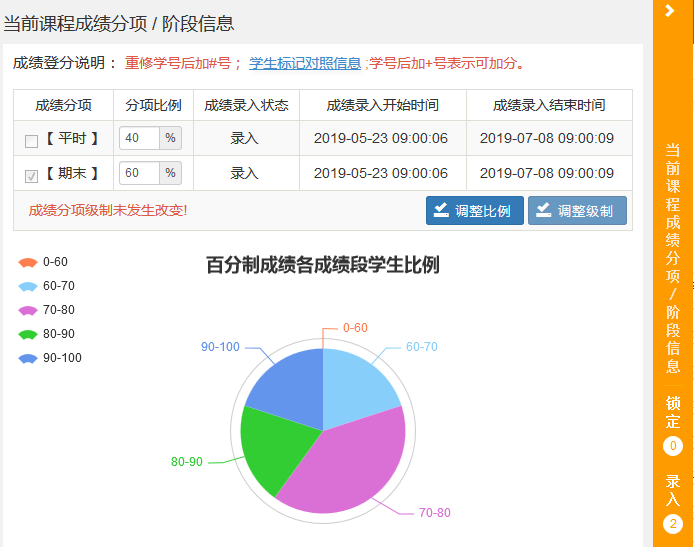 当前课程成绩分项 / 阶段信息
成绩登分说明： 重修学号后加#号； 学生标记对照信息 ;学号后加+号表示可加分。
成绩分项 分项比例 成绩录入状态 成绩录入开始时间 成绩录入结束时间
【 平时 】 40 % 录入 2019-05-23 09:00:06 2019-07-08 09:00:09
【 期末 】 60 % 录入 2019-05-23 09:00:06 2019-07-08 09:00:09
成绩分项级制未发生改变! 调整比例 调整级制
百分制成绩各成绩段学生比例
0-60
60-70
70-80
80-90
90-100
0-60
60-70
90-100
80-90
70-80
当前课程成绩分项/阶段信息
锁定
0
录入
2